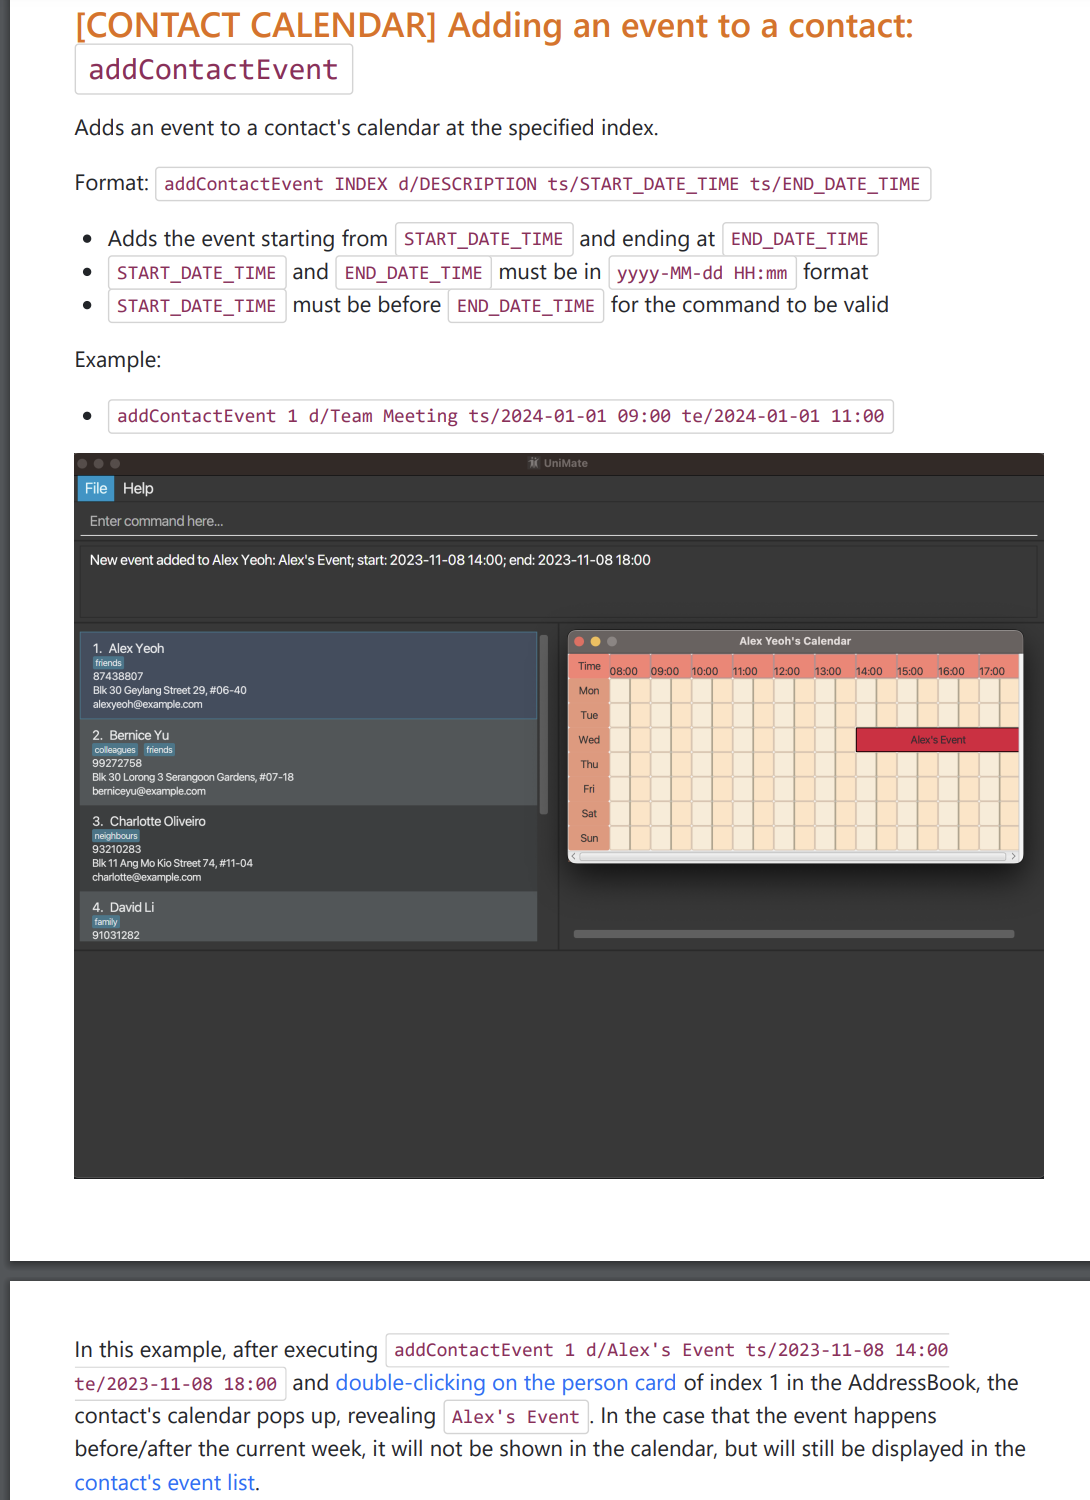 [CONTACT CALENDAR] Adding an event to a contact:
addContactEvent
Adds an event to a contact's calendar at the specified index.
Format: addContactEvent INDEX d/DESCRIPTION ts/START_DATE_TIME ts/END_DATE_TIME
• Adds the event starting from START_DATE_TIME and ending at END_DATE_TIME
• START_DATE_TIME and END_DATE_TIME must be in yyyy-MM-dd HH:mm format
• START_DATE_TIME must be before END_DATE_TIME for the command to be valid
Example:
• addContactEvent 1 d/Team Meeting ts/2024-01-01 09:00 te/2024-01-01 11:00
UniMate
File Help
Enter command here...
New event added to Alex Yeoh: Alex's Event; start: 2023-11-08 14:00; end: 2023-11-08 18:00
1. Alex Yeoh
friends
87438807
Blk 30 Geylang Street 29, #06-40
alexyeoh@example.com
2. Bernice Yu
colleagues friends
99272758
Blk 30 Lorong 3 Serangoon Gardens, #07-18
berniceyu@example.com
3. Charlotte Oliveiro
neighbours
93210283
Blk 11 Ang Mo Kio Street 74, #11-04
charlotte@example.com
4. David Li
family
91031282
Alex Yeoh's Calendar
Time 08:00 09:00 10:00 11:00 12:00 13:00 14:00 15:00 16:00 17:00
Mon
Tue
Wed Alex's Event
Thu
Fri
Sat
Sun
In this example, after executing addContactEvent 1 d/Alex's Event ts/2023-11-08 14:00
te/2023-11-08 18:00 and double-clicking on the person card of index 1 in the AddressBook, the
contact's calendar pops up, revealing Alex's Event. In the case that the event happens
before/after the current week, it will not be shown in the calendar, but will still be displayed in the
contact's event list.